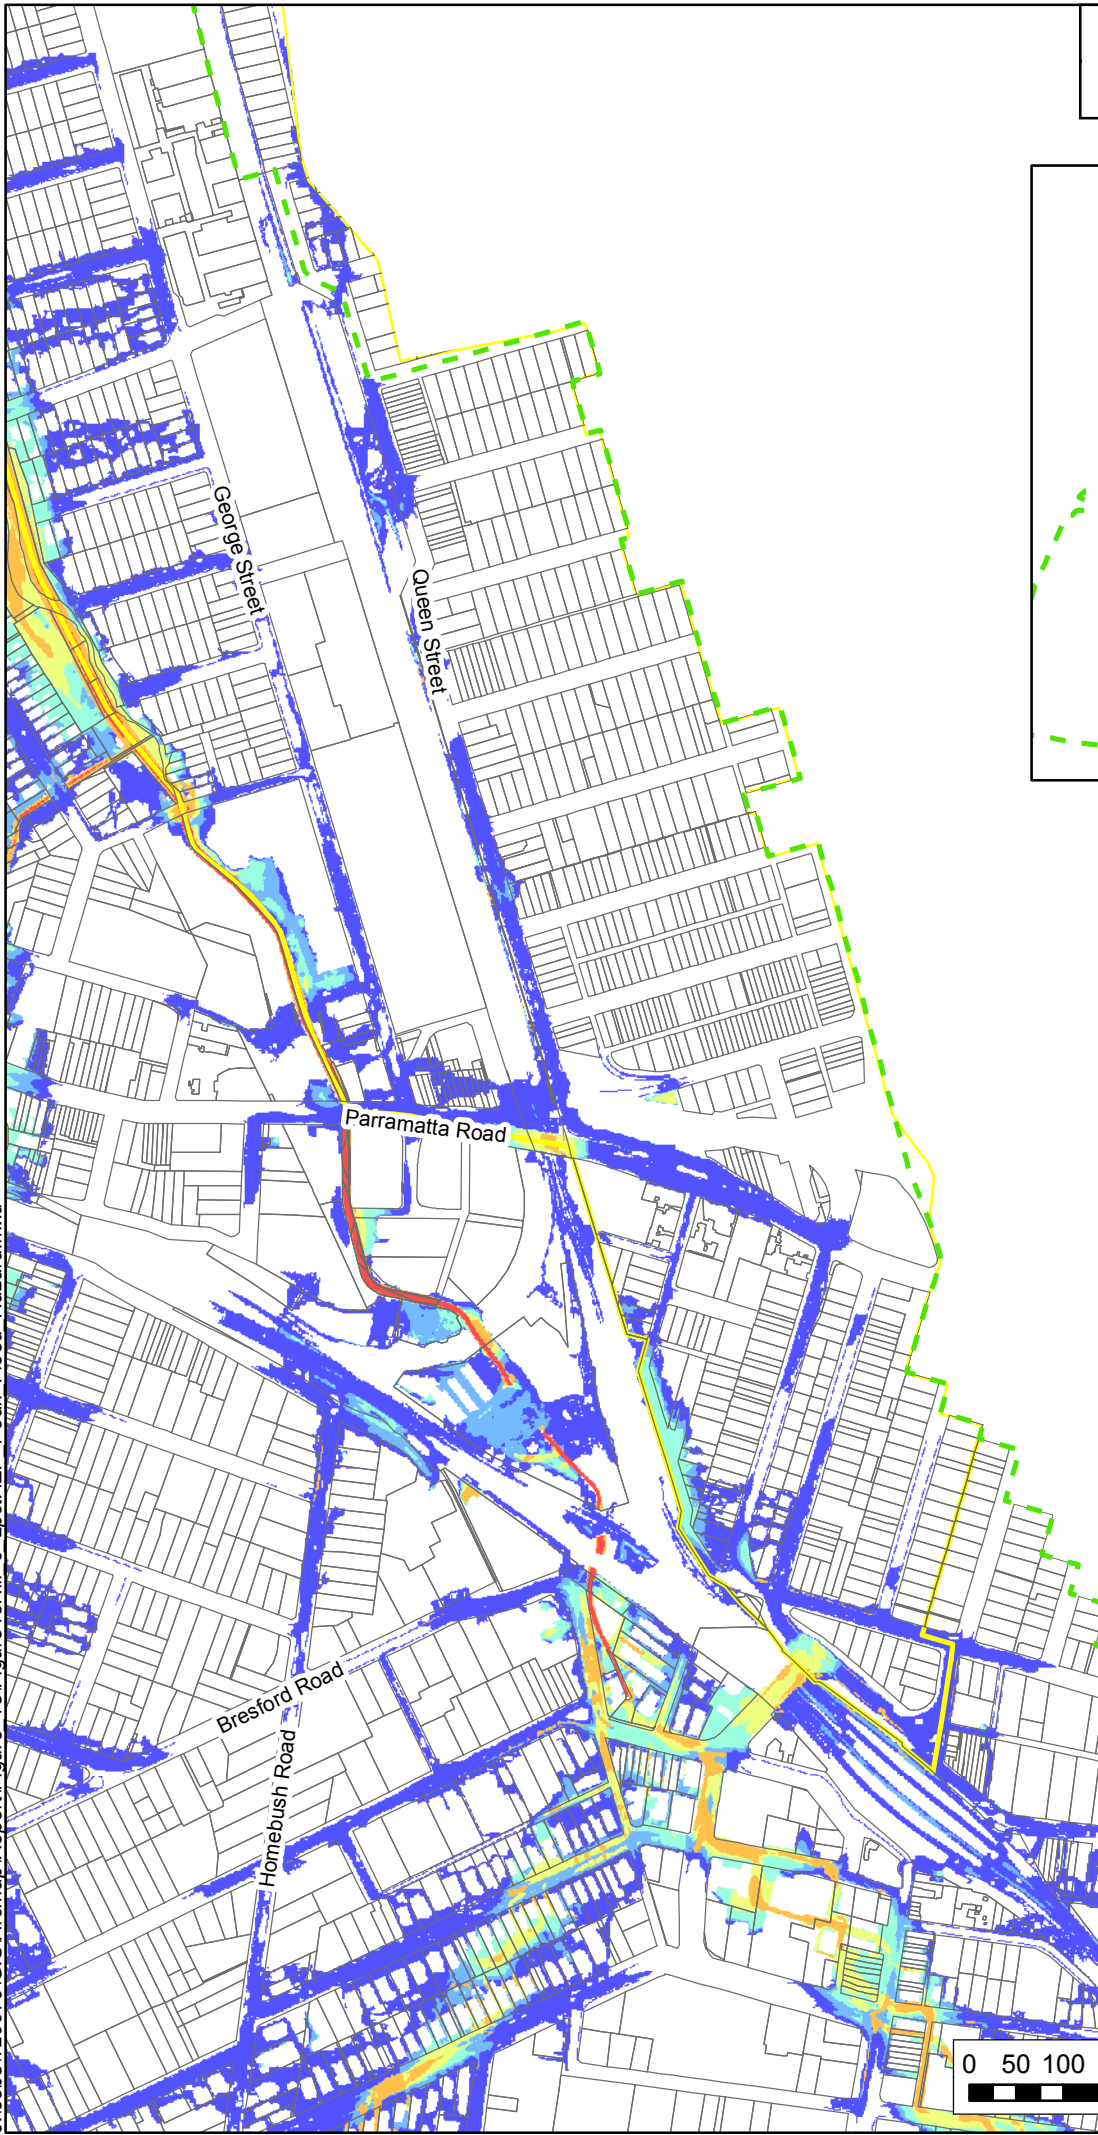 George Street
Queen Street
Parramatta Road
Bresford Road
Homebush Road
0 50 100